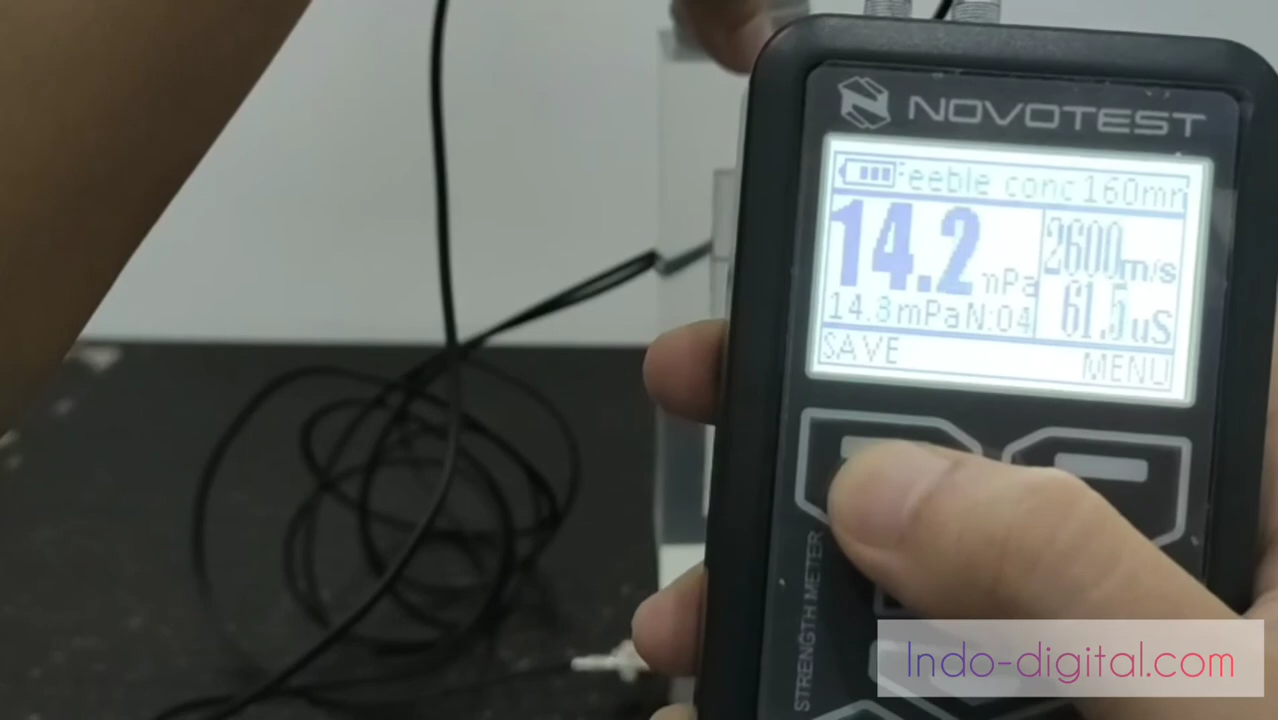 NOVOTEST
Feeble conc 160mm
14.2 mPa
2600m/s
14.3mPa N:04
61.5uS
SAVE
MENU
STRENGTH METER
Indo-digital.com